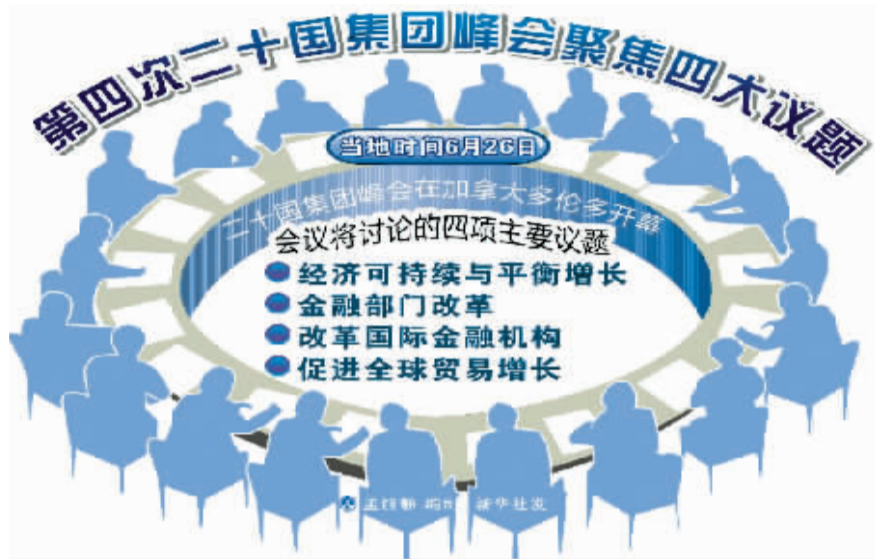 第四次二十国集团峰会聚焦四大议题
当地时间6月26日
二十国集团峰会在加拿大多伦多开幕
会议将讨论的四项主要议题
经济可持续与平衡增长
金融部门改革
改革国际金融机构
促进全球贸易增长
新华社发